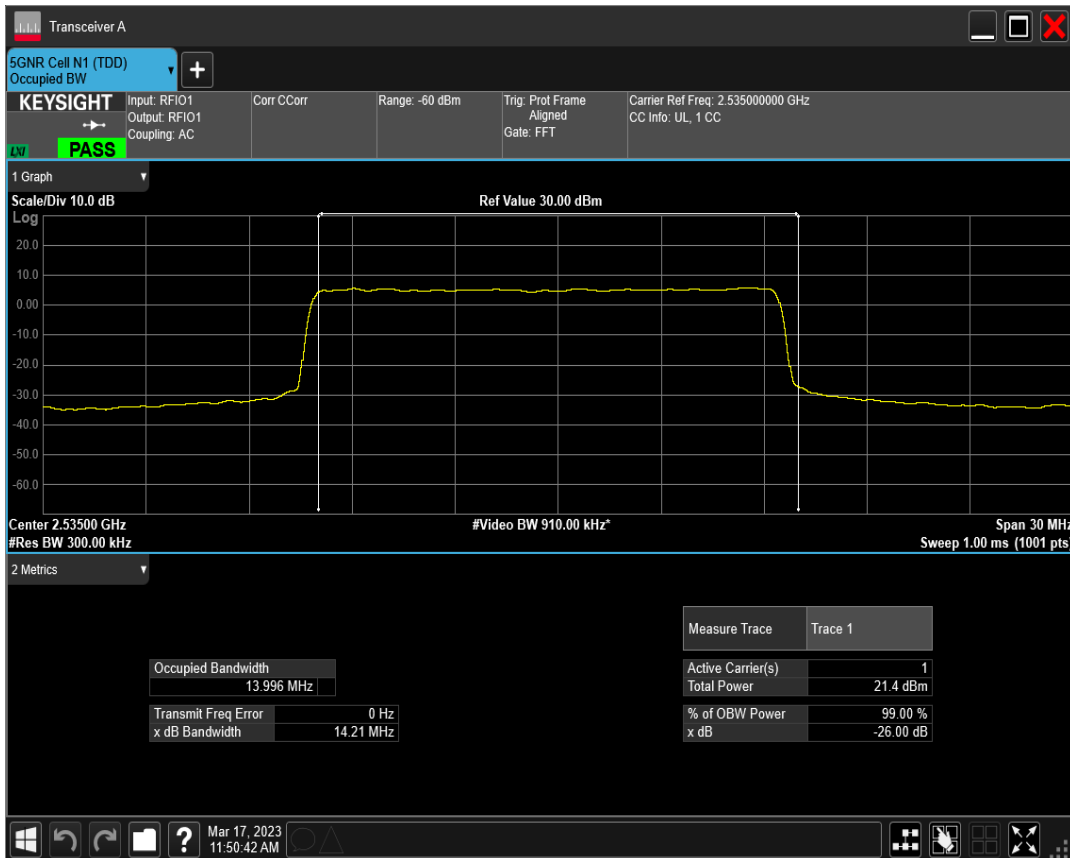 Transceiver A
5GNR Cell N1 (TDD)
Occupied BW
+
KEYSIGHT
LXI
PASS
Input: RFIO1
Output: RFIO1
Coupling: AC
Corr CCorr
Range: -60 dBm
Trig: Prot Frame
Aligned
Gate: FFT
Carrier Ref Freq: 2.535000000 GHz
CC Info: UL, 1 CC
1 Graph
Scale/Div 10.0 dB
Ref Value 30.00 dBm
Log
20.0
10.0
0.00
-10.0
-20.0
-30.0
-40.0
-50.0
-60.0
Center 2.53500 GHz
#Video BW 910.00 kHz*
Span 30 MHz
#Res BW 300.00 kHz
Sweep 1.00 ms (1001 pts)
2 Metrics
Measure Trace Trace 1
Occupied Bandwidth
13.996 MHz
Transmit Freq Error 0 Hz
x dB Bandwidth 14.21 MHz
Active Carrier(s) 1
Total Power 21.4 dBm
% of OBW Power 99.00 %
x dB -26.00 dB
?
Mar 17, 2023
11:50:42 AM